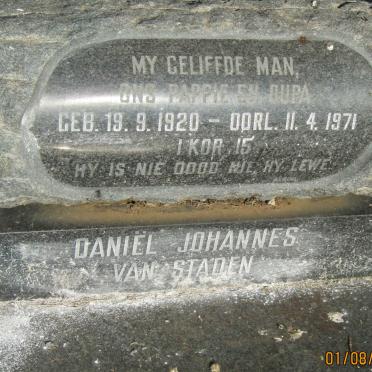 MY GELIEFDE MAN,
ONS PAPPIE EN OUPA
GEB. 19. 9. 1920 - OORL. 11. 4. 1971
1 KOR. 15
HY IS NIE DOOD NIE HY LEWE
DANIËL JOHANNES
VAN STADEN
01/08/